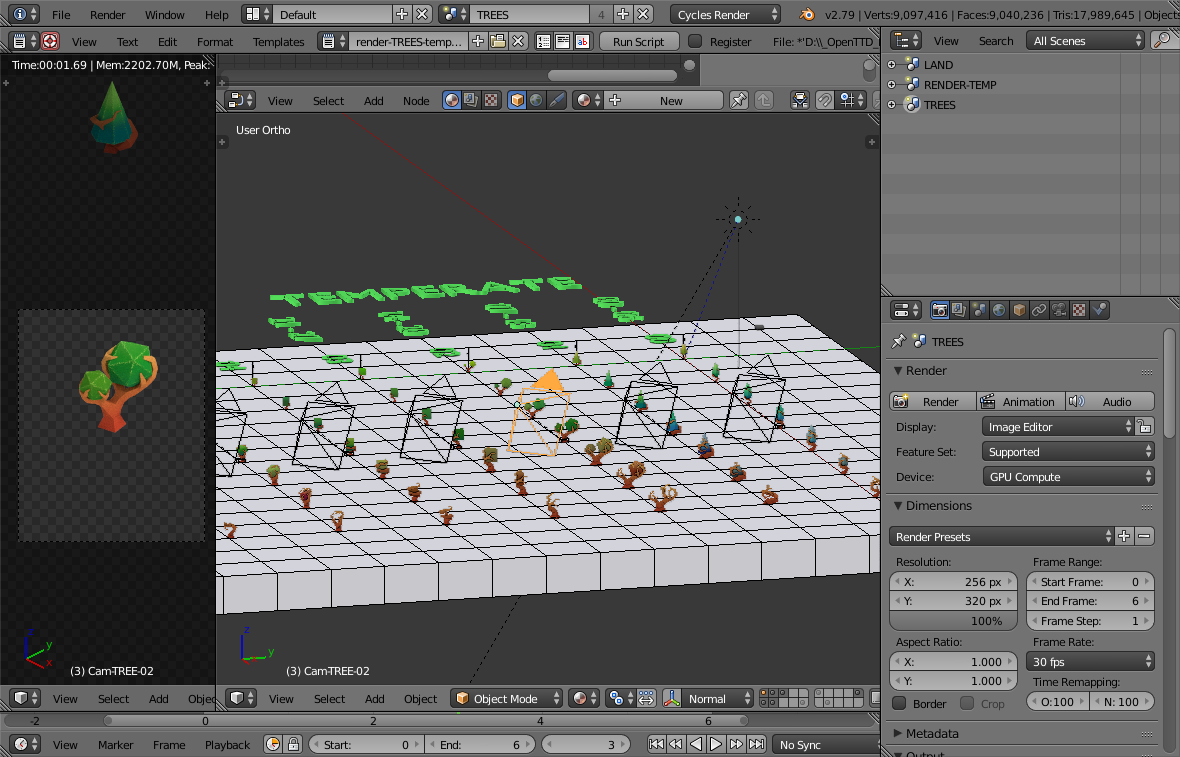 File Render Window Help Default TREES 4 Cycles Render v2.79 | Verts:9,097,416 | Faces:9,040,236 | Tris:17,989,645 | Objects
View Text Edit Format Templates render-TREES-temp... Run Script Register File: *'D:\\_OpenTTD_ View Search All Scenes
Time:00:01.69 | Mem:2202.70M, Peak:
LAND
RENDER-TEMP
TREES
View Select Add Node New
User Ortho
TEMPERATE
TREES
Render
Render Animation Audio
Display: Image Editor
Feature Set: Supported
Device: GPU Compute
Dimensions
Render Presets
Resolution: Frame Range:
X: 256 px Start Frame: 0
Y: 320 px End Frame: 6
100% Frame Step: 1
Aspect Ratio: Frame Rate:
X: 1.000 30 fps
Y: 1.000 Time Remapping:
Border Crop O:100 N: 100
Metadata
Output
z
y
x
(3) Cam-TREE-02
z
y
(3) Cam-TREE-02
View Select Add Objec View Select Add Object Object Mode Normal
-2 0 2 4 6
View Marker Frame Playback Start: 0 End: 6 3 No Sync